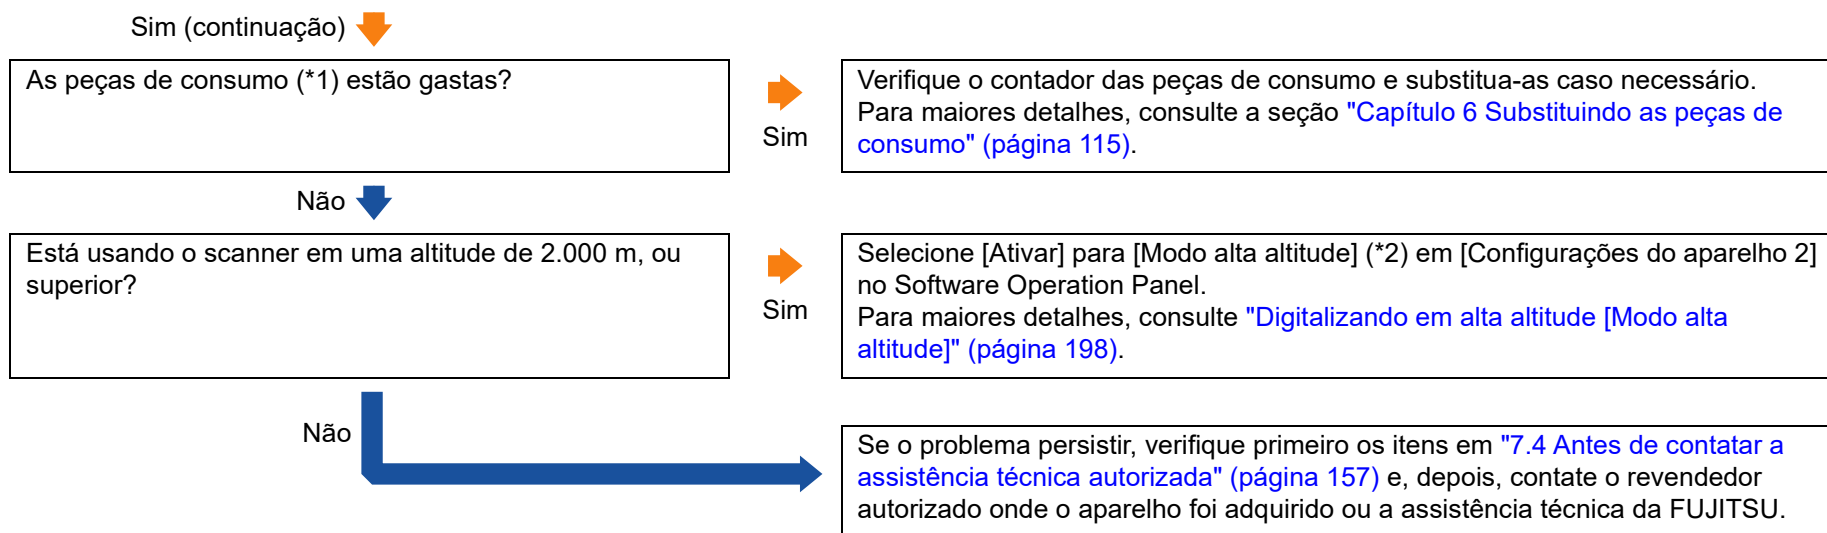 Sim (continuação)
As peças de consumo (*1) estão gastas?
Sim
Verifique o contador das peças de consumo e substitua-as caso necessário.
Para maiores detalhes, consulte a seção "Capítulo 6 Substituindo as peças de
consumo" (página 115).
Não
Está usando o scanner em uma altitude de 2.000 m, ou
superior?
Sim
Selecione [Ativar] para [Modo alta altitude] (*2) em [Configurações do aparelho 2]
no Software Operation Panel.
Para maiores detalhes, consulte "Digitalizando em alta altitude [Modo alta
altitude]" (página 198).
Não
Se o problema persistir, verifique primeiro os itens em "7.4 Antes de contatar a
assistência técnica autorizada" (página 157) e, depois, contate o revendedor
autorizado onde o aparelho foi adquirido ou a assistência técnica da FUJITSU.